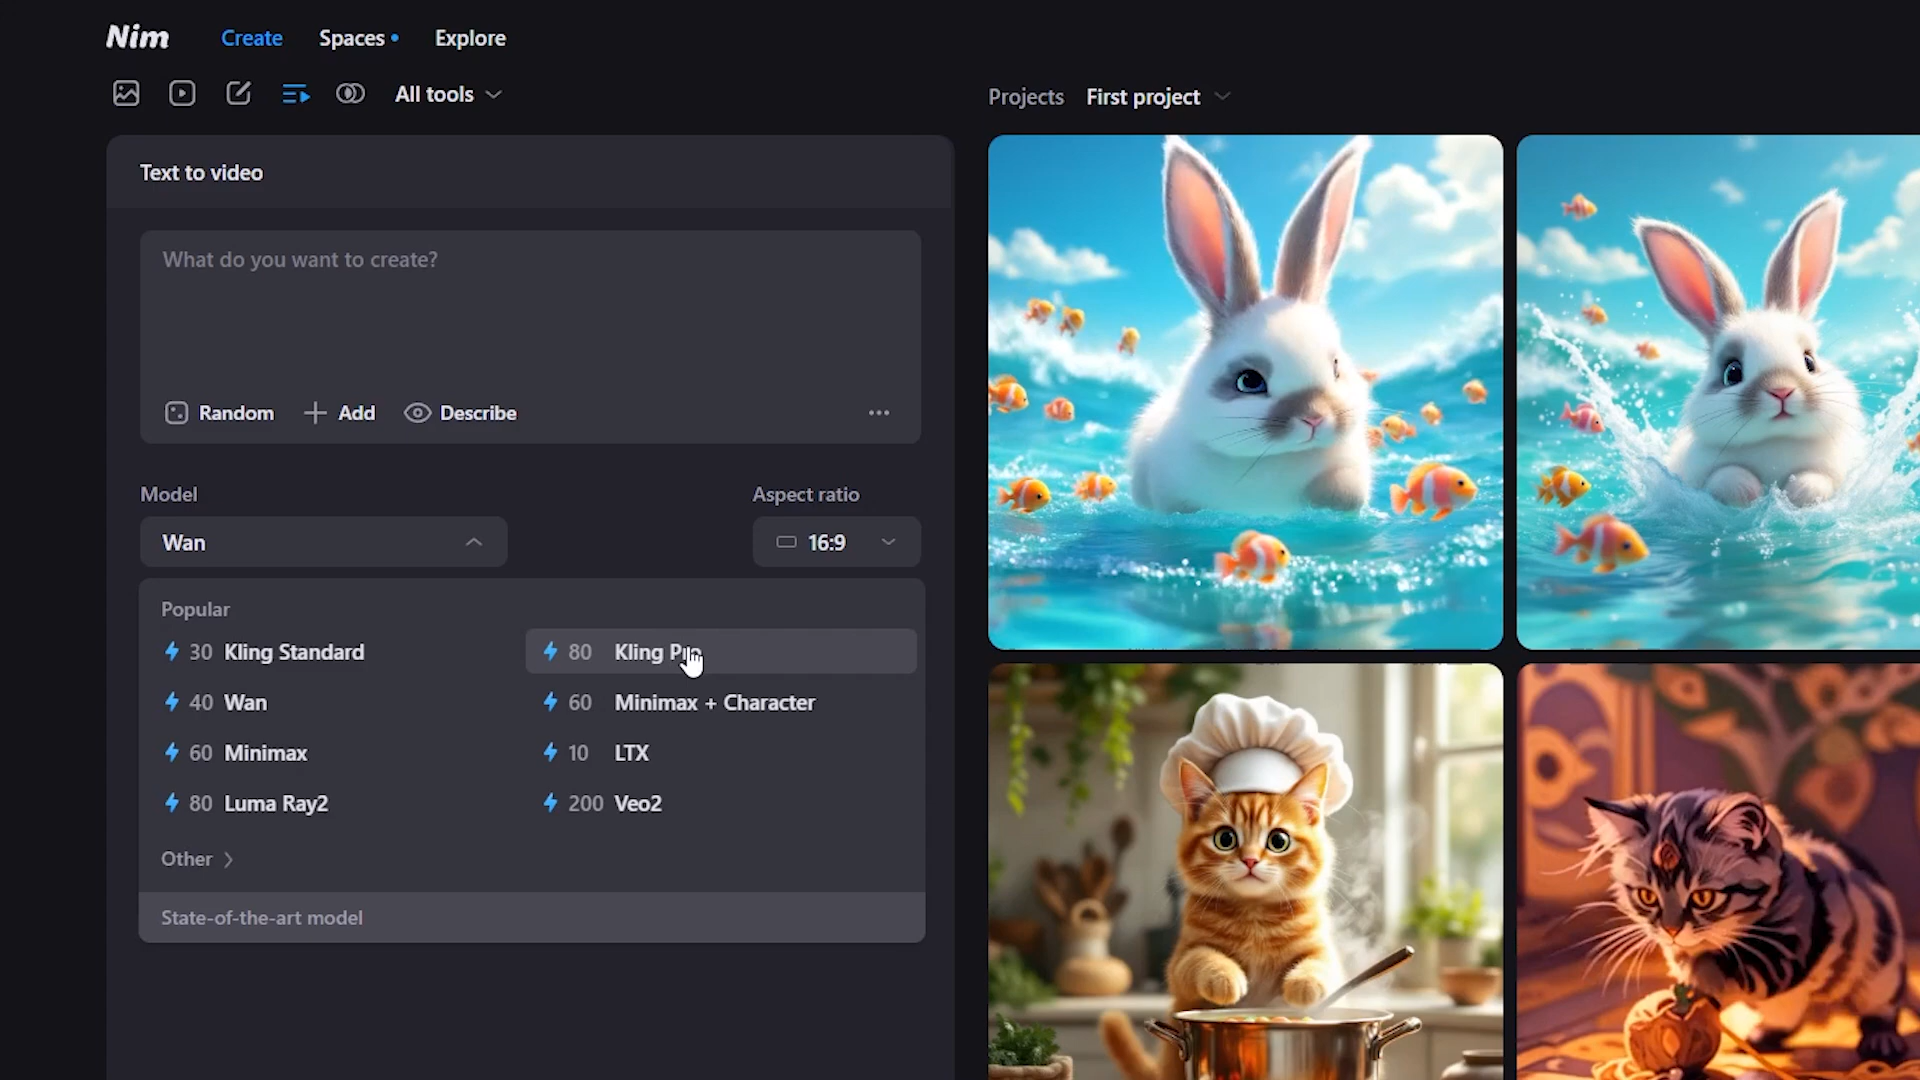 Nim
Create
Spaces
Explore
All tools
Projects
First project
Text to video
What do you want to create?
Random
Add
Describe
Model
Aspect ratio
Wan
16:9
Popular
30 Kling Standard
80 Kling
40 Wan
60 Minimax + Character
60 Minimax
10 LTX
80 Luma Ray2
200 Veo2
Other
State-of-the-art model